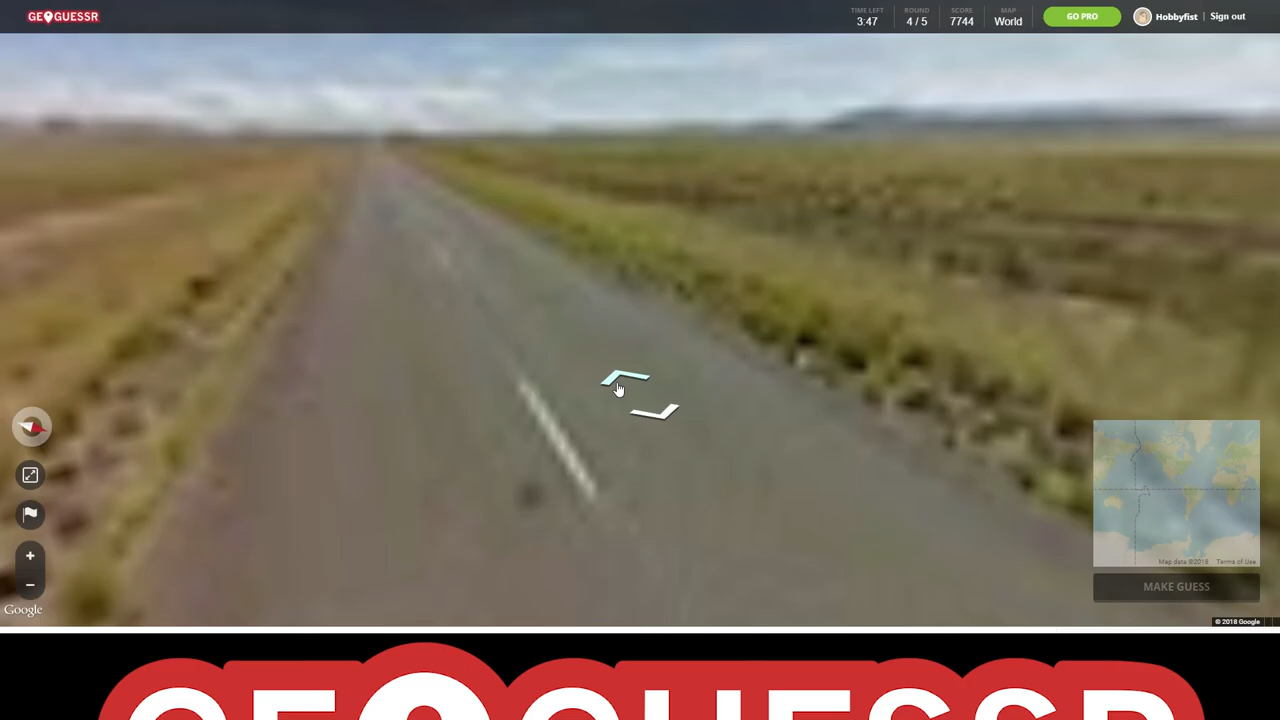 GEOGUESSR
TIME LEFT
3:47
ROUND
4 / 5
SCORE
7744
MAP
World
GO PRO
Hobbyfist
Sign out
+
−
Map data ©2018 Terms of Use
MAKE GUESS
Google
© 2018 Google
GEOGUESSR